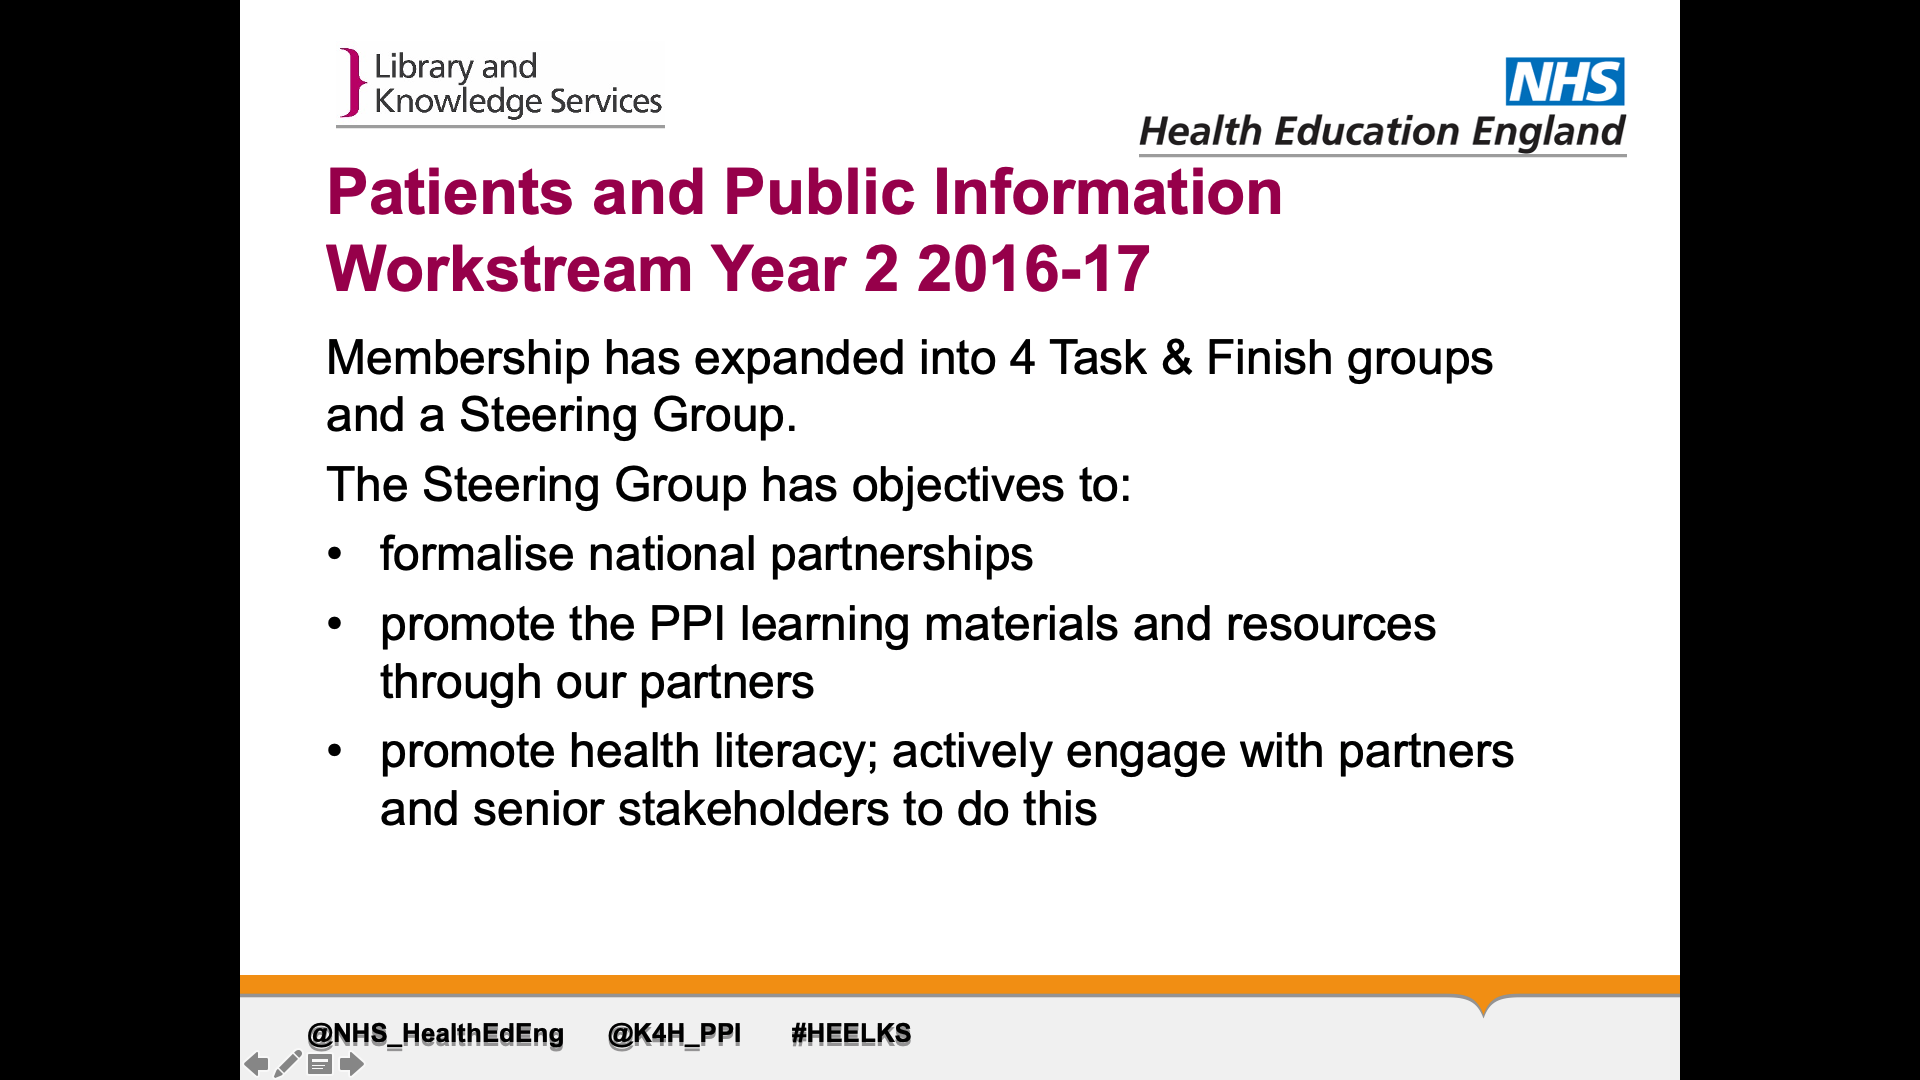 Library and
Knowledge Services
NHS
Health Education England
Patients and Public Information
Workstream Year 2 2016-17
Membership has expanded into 4 Task & Finish groups
and a Steering Group.
The Steering Group has objectives to:
• formalise national partnerships
• promote the PPI learning materials and resources
through our partners
• promote health literacy; actively engage with partners
and senior stakeholders to do this
@NHS_HealthEdEng @K4H_PPI #HEELKS